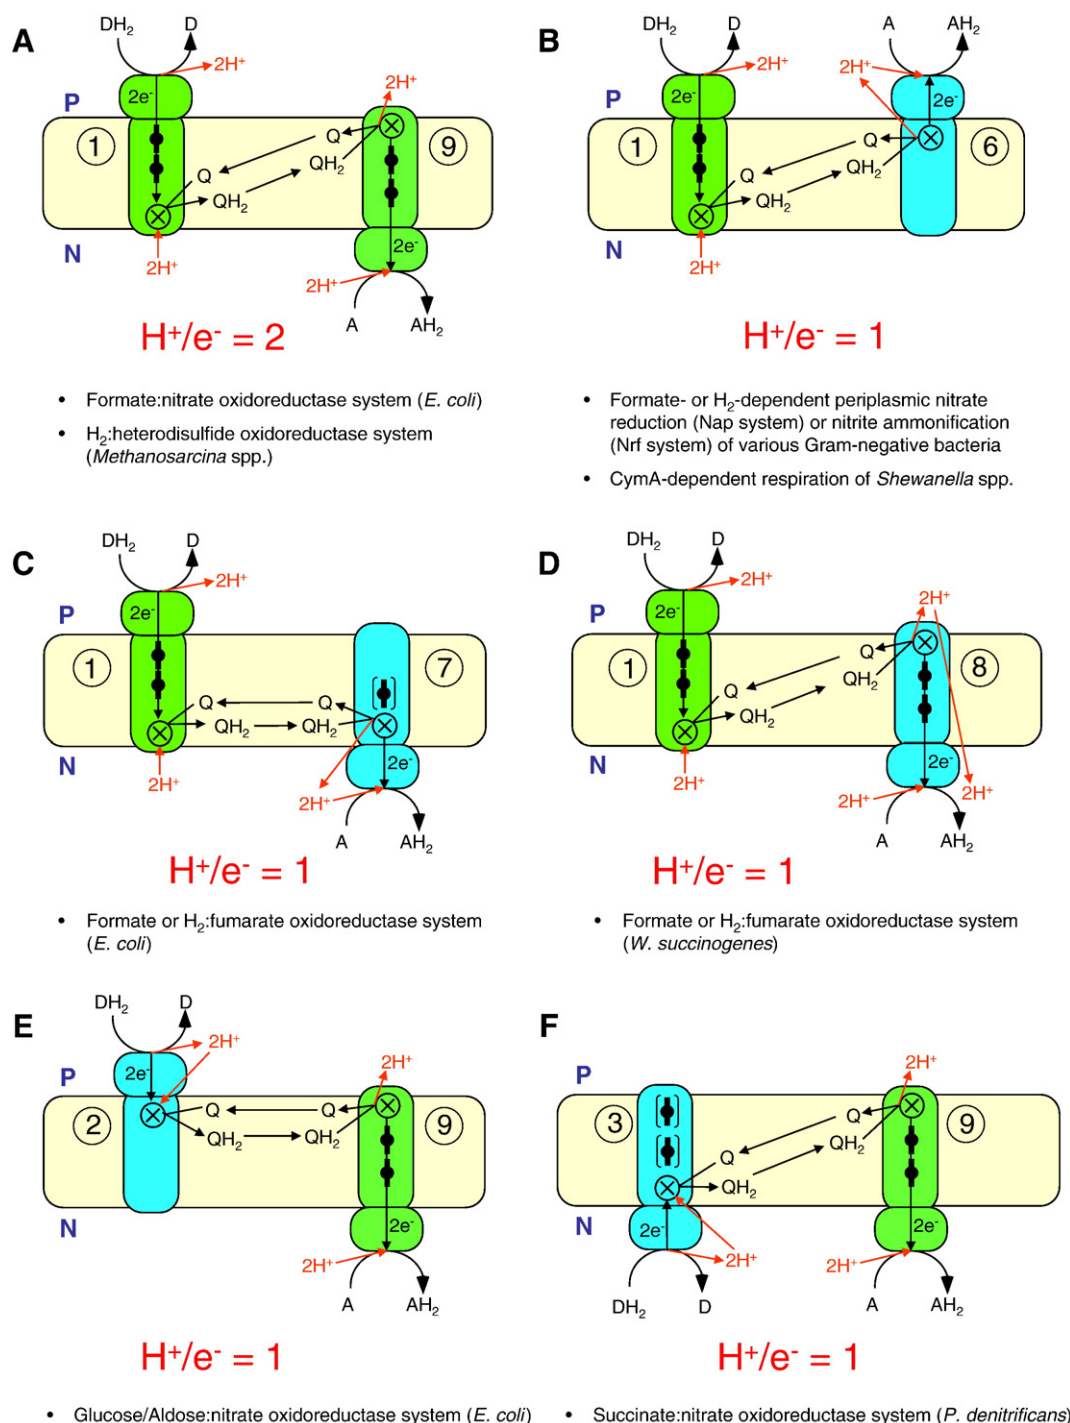 A
DH₂ D
2H⁺
2e⁻
P
1
Q
QH₂
N
2H⁺
2H⁺
Q
QH₂
9
2e⁻
2H⁺
A AH₂
H⁺/e⁻ = 2
• Formate:nitrate oxidoreductase system (E. coli)
• H₂:heterodisulfide oxidoreductase system
(Methanosarcina spp.)
B
DH₂ D
2H⁺
2e⁻
P
1
Q
QH₂
N
2H⁺
A AH₂
2H⁺
2e⁻
Q
QH₂
6
H⁺/e⁻ = 1
• Formate- or H₂-dependent periplasmic nitrate
reduction (Nap system) or nitrite ammonification
(Nrf system) of various Gram-negative bacteria
• CymA-dependent respiration of Shewanella spp.
C
DH₂ D
2H⁺
2e⁻
P
1
Q
QH₂
N
2H⁺
Q
QH₂
7
2e⁻
2H⁺
A AH₂
H⁺/e⁻ = 1
• Formate or H₂:fumarate oxidoreductase system
(E. coli)
D
DH₂ D
2H⁺
2e⁻
P
1
Q
QH₂
N
2H⁺
2H⁺
Q
QH₂
8
2e⁻
2H⁺
2H⁺
A AH₂
H⁺/e⁻ = 1
• Formate or H₂:fumarate oxidoreductase system
(W. succinogenes)
E
DH₂ D
2H⁺
2e⁻
P
2
Q
QH₂
N
2H⁺
Q
QH₂
9
2e⁻
2H⁺
A AH₂
H⁺/e⁻ = 1
• Glucose/Aldose:nitrate oxidoreductase system (E. coli)
F
P
3
Q
QH₂
N
2e⁻
2H⁺
DH₂ D
2H⁺
Q
QH₂
9
2e⁻
2H⁺
A AH₂
H⁺/e⁻ = 1
• Succinate:nitrate oxidoreductase system (P. denitrificans)